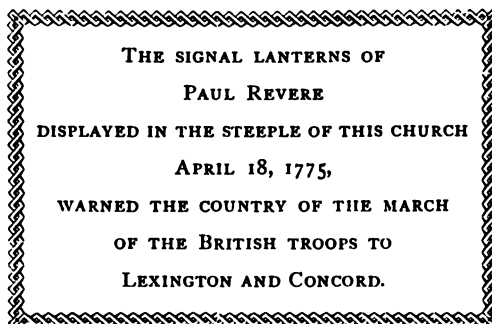 The signal lanterns of
Paul Revere
displayed in the steeple of this church
April 18, 1775,
warned the country of the march
of the British troops to
Lexington and Concord.